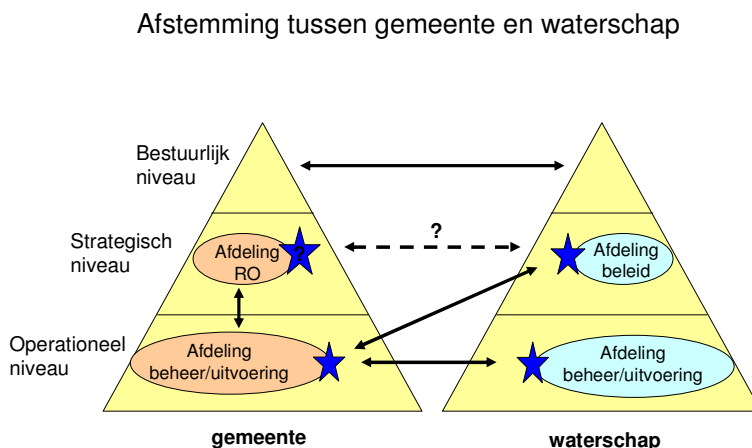 Afstemming tussen gemeente en waterschap
Bestuurlijk
niveau
Strategisch
niveau
Afdeling
RO
?
?
Afdeling
beleid
Operationeel
niveau
Afdeling
beheer/uitvoering
Afdeling
beheer/uitvoering
gemeente
waterschap